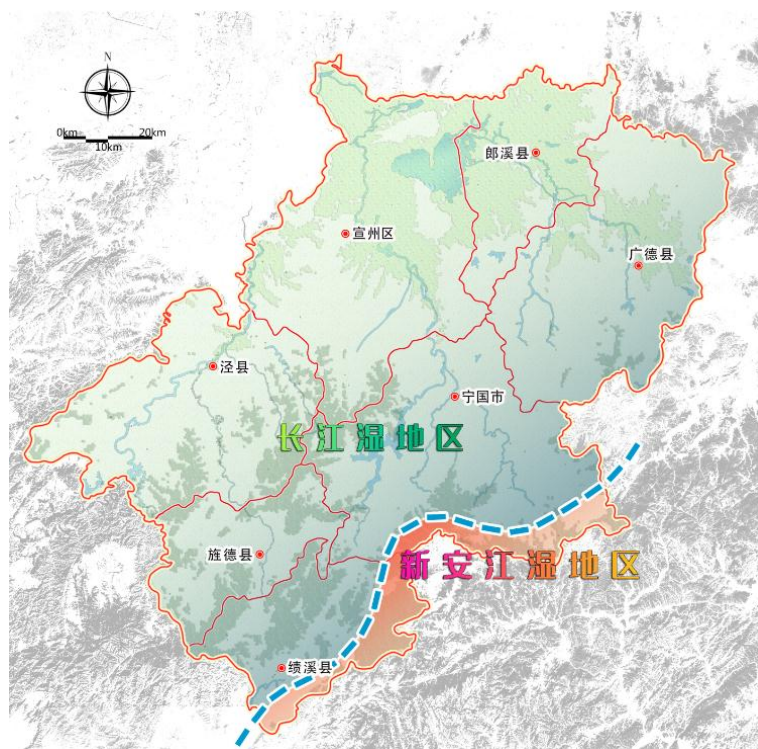 N
0km 20km
10km
郎溪县
宣州区
广德县
泾县
宁国市
长江湿地区
旌德县
新安江湿地区
绩溪县